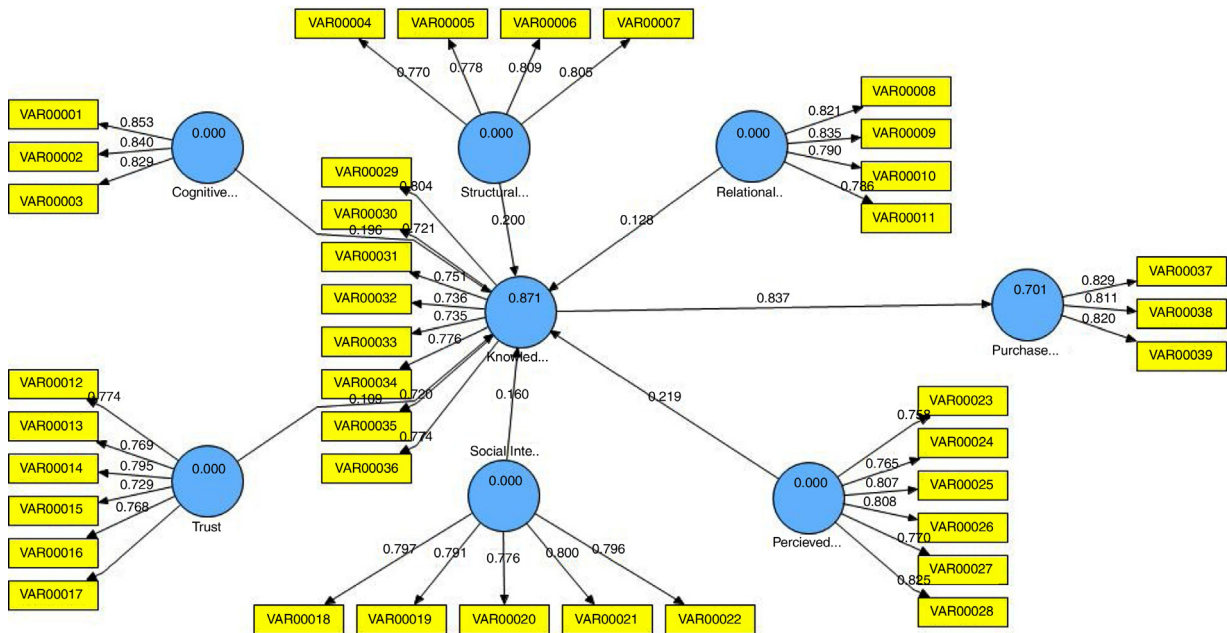 VAR00004
VAR00005
VAR00006
VAR00007
0.770
0.778
0.809
0.805
0.000
Structural...
0.200
VAR00001
VAR00002
VAR00003
0.853
0.840
0.829
0.000
Cognitive...
0.196
VAR00008
VAR00009
VAR00010
VAR00011
0.821
0.835
0.790
0.786
0.000
Relational..
0.128
VAR00029
VAR00030
VAR00031
VAR00032
VAR00033
VAR00034
VAR00035
VAR00036
0.804
0.721
0.751
0.736
0.735
0.776
0.720
0.774
0.871
Knowled...
0.837
0.701
Purchase...
0.829
0.811
0.820
VAR00037
VAR00038
VAR00039
VAR00012
VAR00013
VAR00014
VAR00015
VAR00016
VAR00017
0.774
0.769
0.795
0.729
0.768
0.000
Trust
0.109
0.160
Social Inte..
0.000
0.797
0.791
0.776
0.800
0.796
VAR00018
VAR00019
VAR00020
VAR00021
VAR00022
0.219
0.000
Percieved...
0.758
0.765
0.807
0.808
0.770
0.825
VAR00023
VAR00024
VAR00025
VAR00026
VAR00027
VAR00028